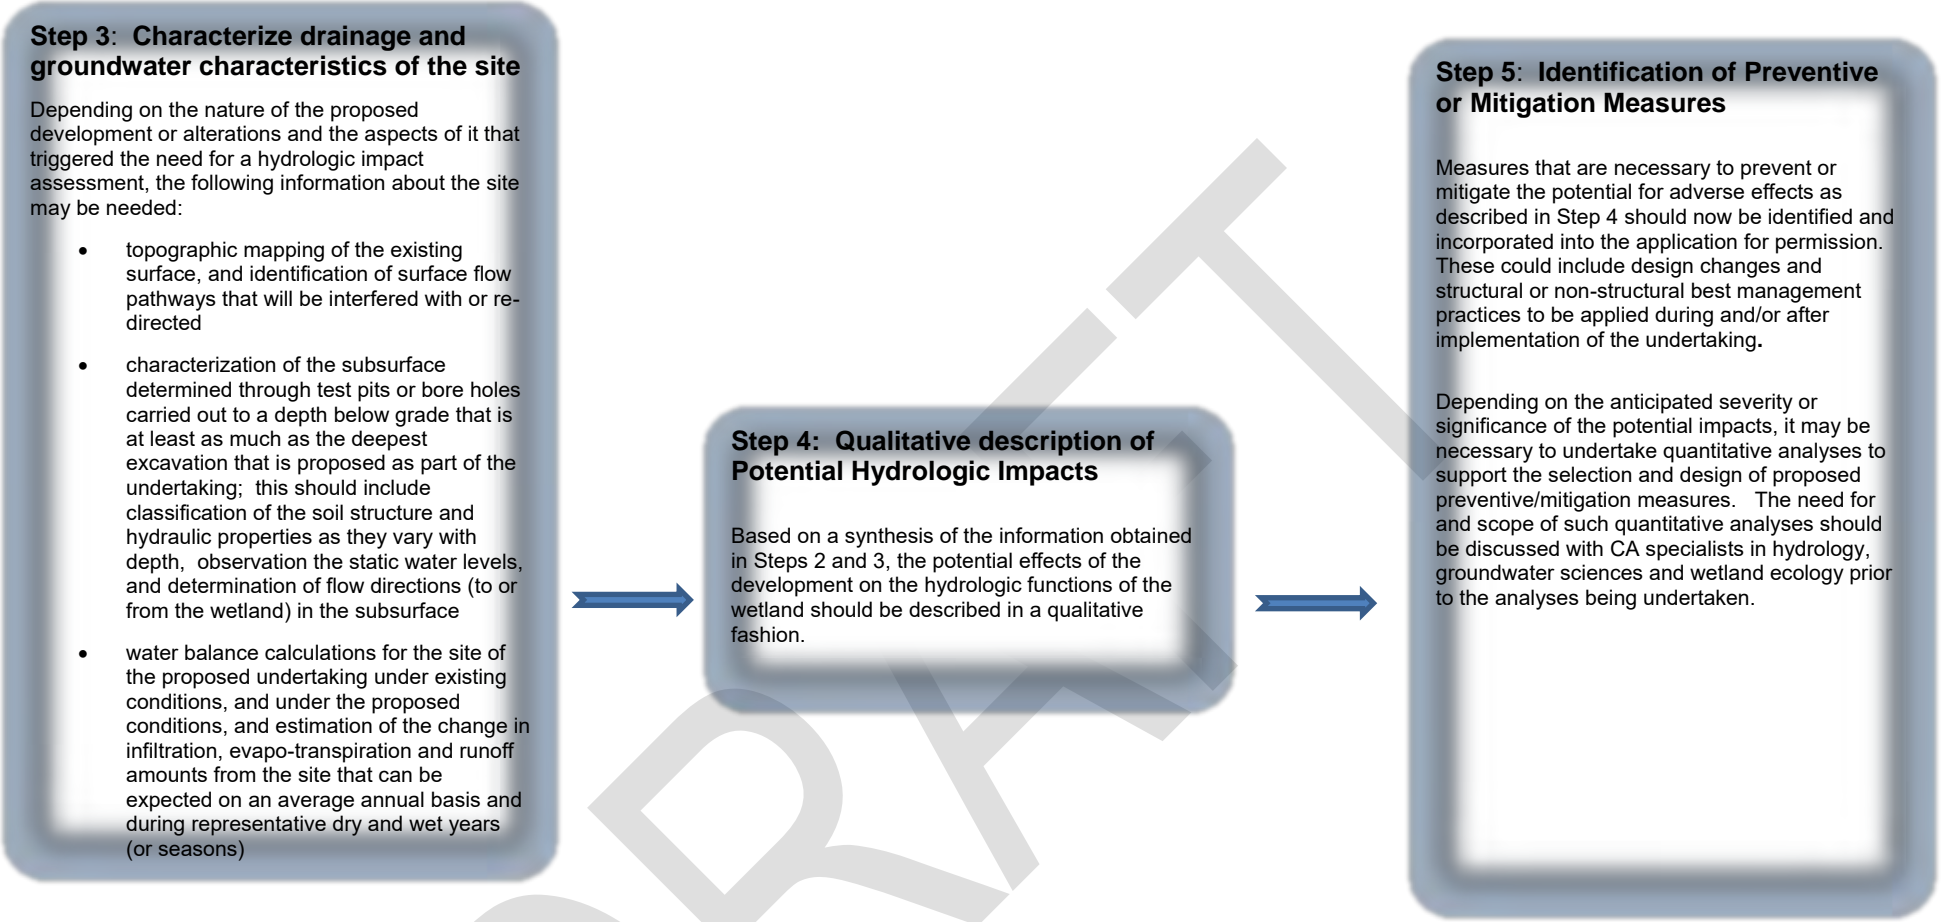 Step 3:  Characterize drainage and
groundwater characteristics of the site
Depending on the nature of the proposed
development or alterations and the aspects of it that
triggered the need for a hydrologic impact
assessment, the following information about the site
may be needed:
• topographic mapping of the existing
surface, and identification of surface flow
pathways that will be interfered with or re-
directed
• characterization of the subsurface
determined through test pits or bore holes
carried out to a depth below grade that is
at least as much as the deepest
excavation that is proposed as part of the
undertaking;  this should include
classification of the soil structure and
hydraulic properties as they vary with
depth,  observation the static water levels,
and determination of flow directions (to or
from the wetland) in the subsurface
• water balance calculations for the site of
the proposed undertaking under existing
conditions, and under the proposed
conditions, and estimation of the change in
infiltration, evapo-transpiration and runoff
amounts from the site that can be
expected on an average annual basis and
during representative dry and wet years
(or seasons)
Step 4:  Qualitative description of
Potential Hydrologic Impacts
Based on a synthesis of the information obtained
in Steps 2 and 3, the potential effects of the
development on the hydrologic functions of the
wetland should be described in a qualitative
fashion.
Step 5:  Identification of Preventive
or Mitigation Measures
Measures that are necessary to prevent or
mitigate the potential for adverse effects as
described in Step 4 should now be identified and
incorporated into the application for permission.
These could include design changes and
structural or non-structural best management
practices to be applied during and/or after
implementation of the undertaking.
Depending on the anticipated severity or
significance of the potential impacts, it may be
necessary to undertake quantitative analyses to
support the selection and design of proposed
preventive/mitigation measures.   The need for
and scope of such quantitative analyses should
be discussed with CA specialists in hydrology,
groundwater sciences and wetland ecology prior
to the analyses being undertaken.
DRAFT